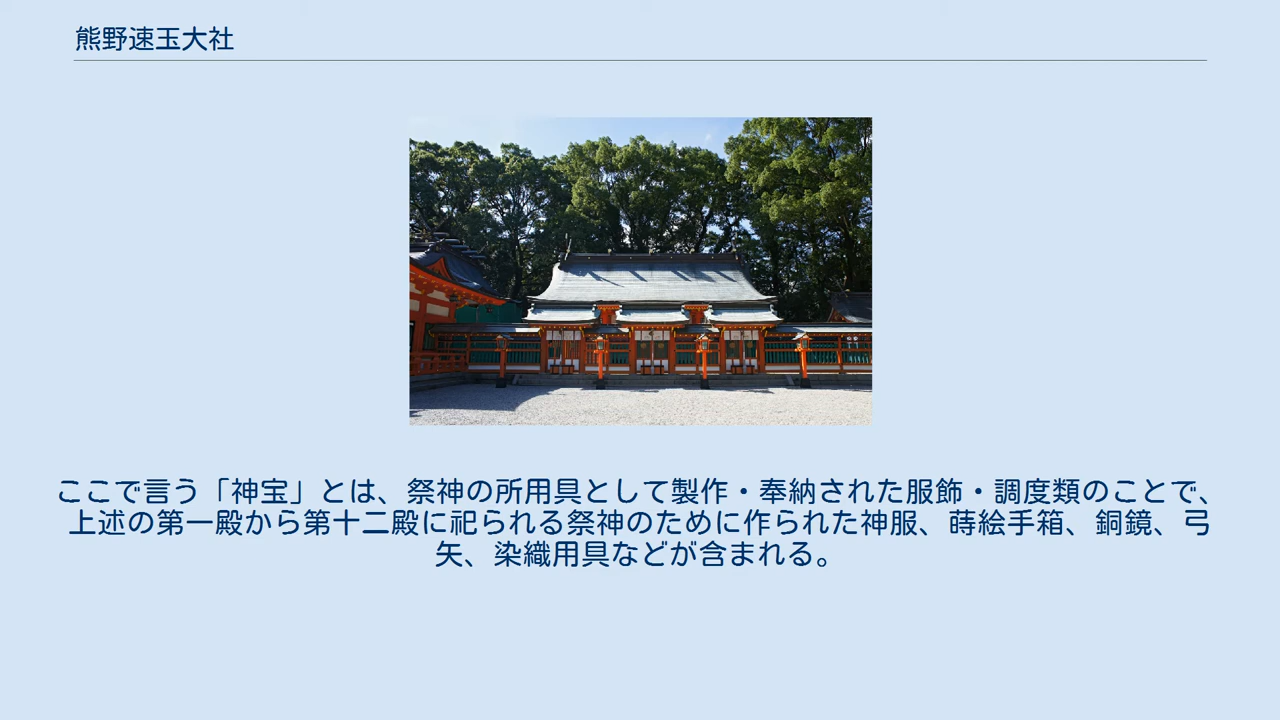 熊野速玉大社
ここで言う「神宝」とは、祭神の所用具として製作・奉納された服飾・調度類のことで、
上述の第一殿から第十二殿に祀られる祭神のために作られた神服、蒔絵手箱、銅鏡、弓
矢、染織用具などが含まれる。